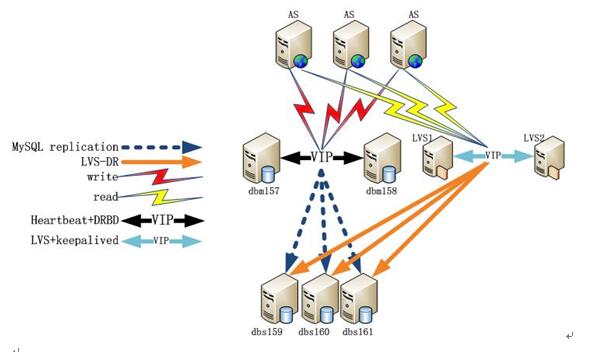 AS AS AS
MySQL replication
LVS-DR
write
read
Heartbeat+DRBD VIP
LVS+keepalived VIP
VIP
dbm157 dbm158
LVS1 VIP LVS2
dbs159 dbs160 dbs161